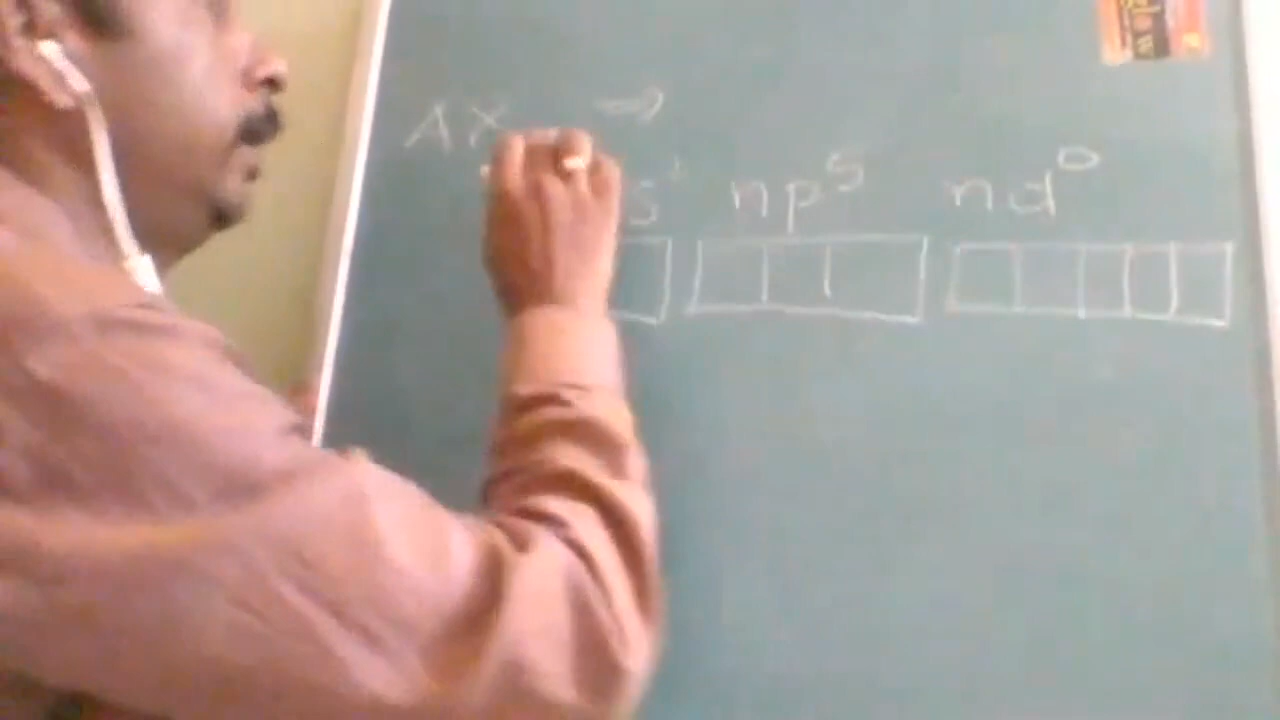 AX ⇒
s np⁵ nd⁰